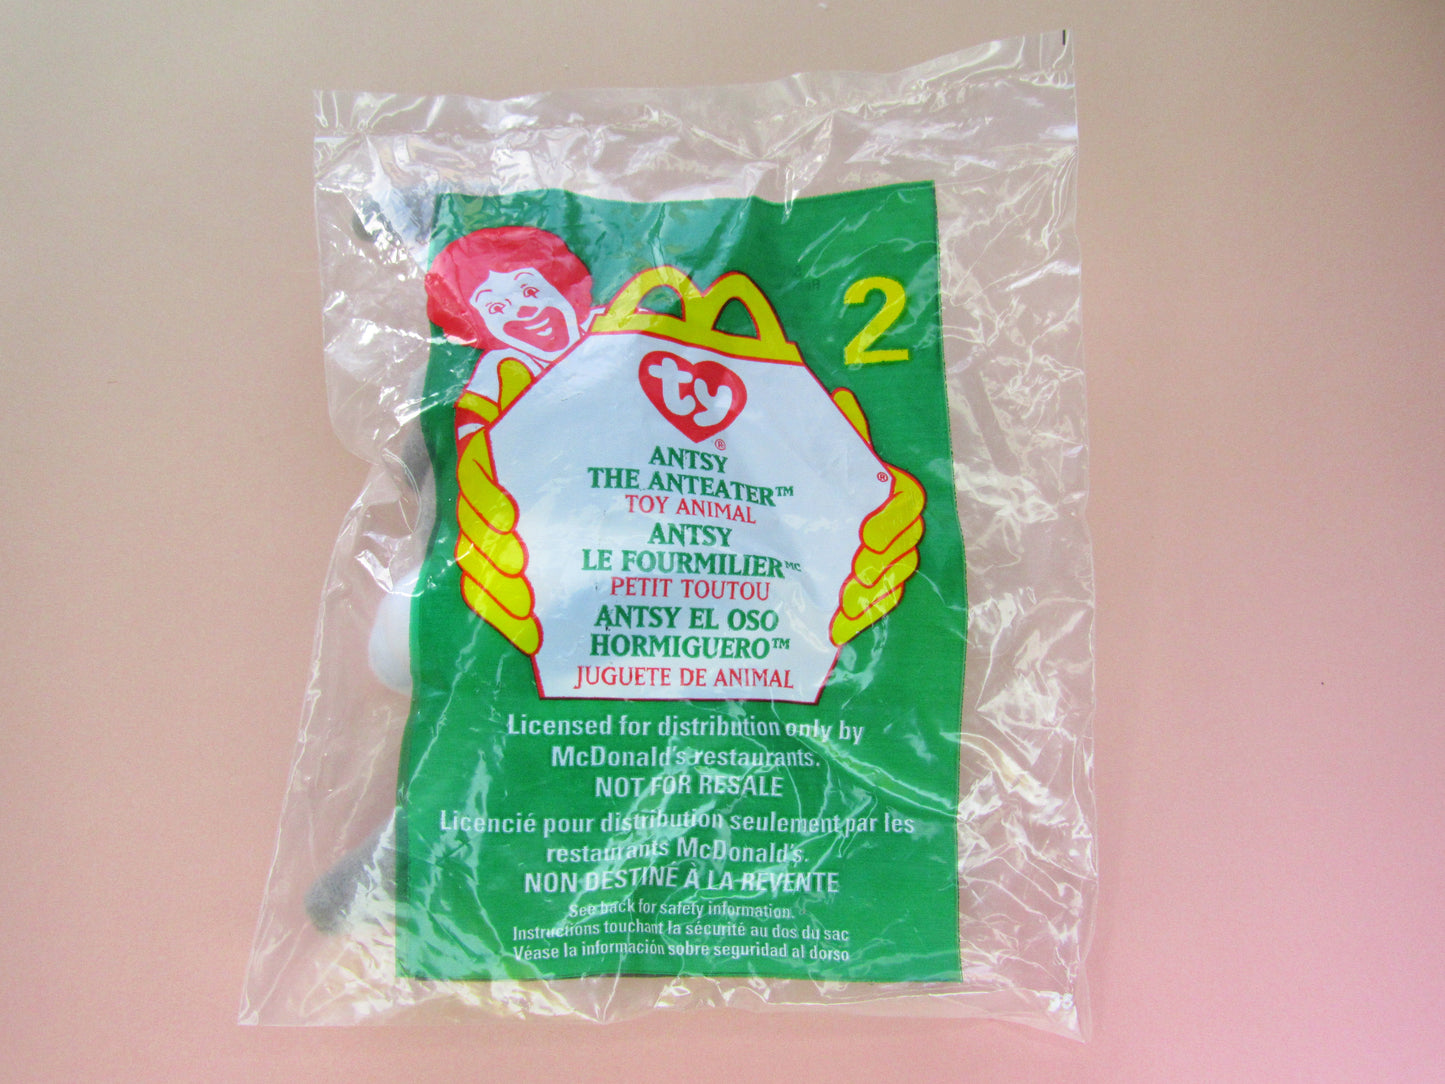 2
ty®
ANTSY
THE ANTEATER™
TOY ANIMAL
ANTSY
LE FOURMILIER MC
PETIT TOUTOU
ANTSY EL OSO
HORMIGUERO™
JUGUETE DE ANIMAL
®
Licensed for distribution only by
McDonald's restaurants.
NOT FOR RESALE
Licencié pour distribution seulement par les
restaurants McDonald's.
NON DESTINÉ À LA REVENTE
See back for safety information.
Instructions touchant la sécurité au dos du sac
Véase la información sobre seguridad al dorso